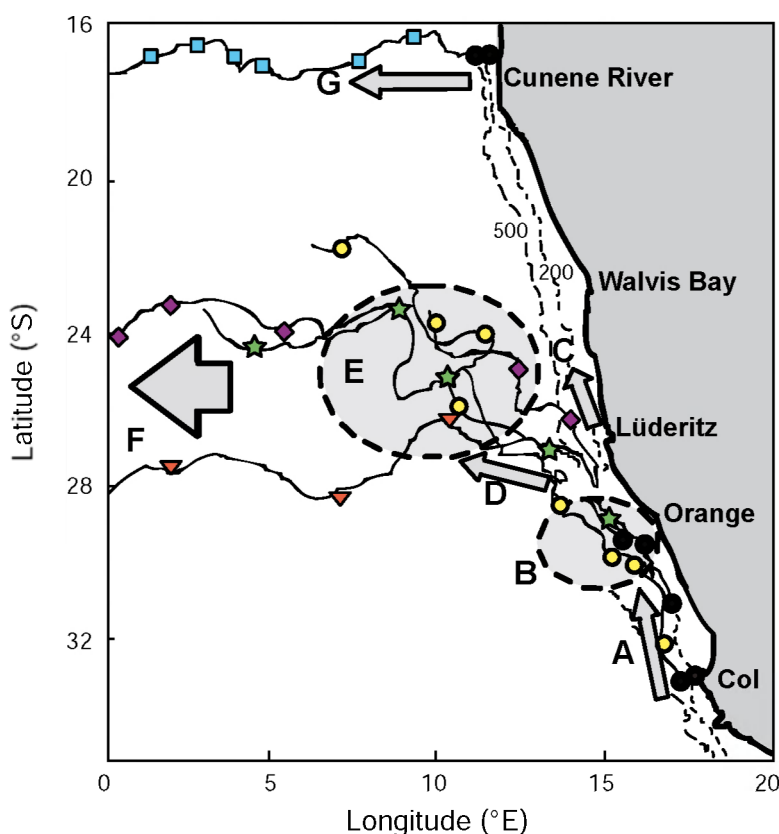 16
G
Cunene River
20
500
200
Walvis Bay
24
C
E
Latitude (°S)
F
Lüderitz
D
28
Orange
B
32
A
Col
0
5
10
15
20
Longitude (°E)